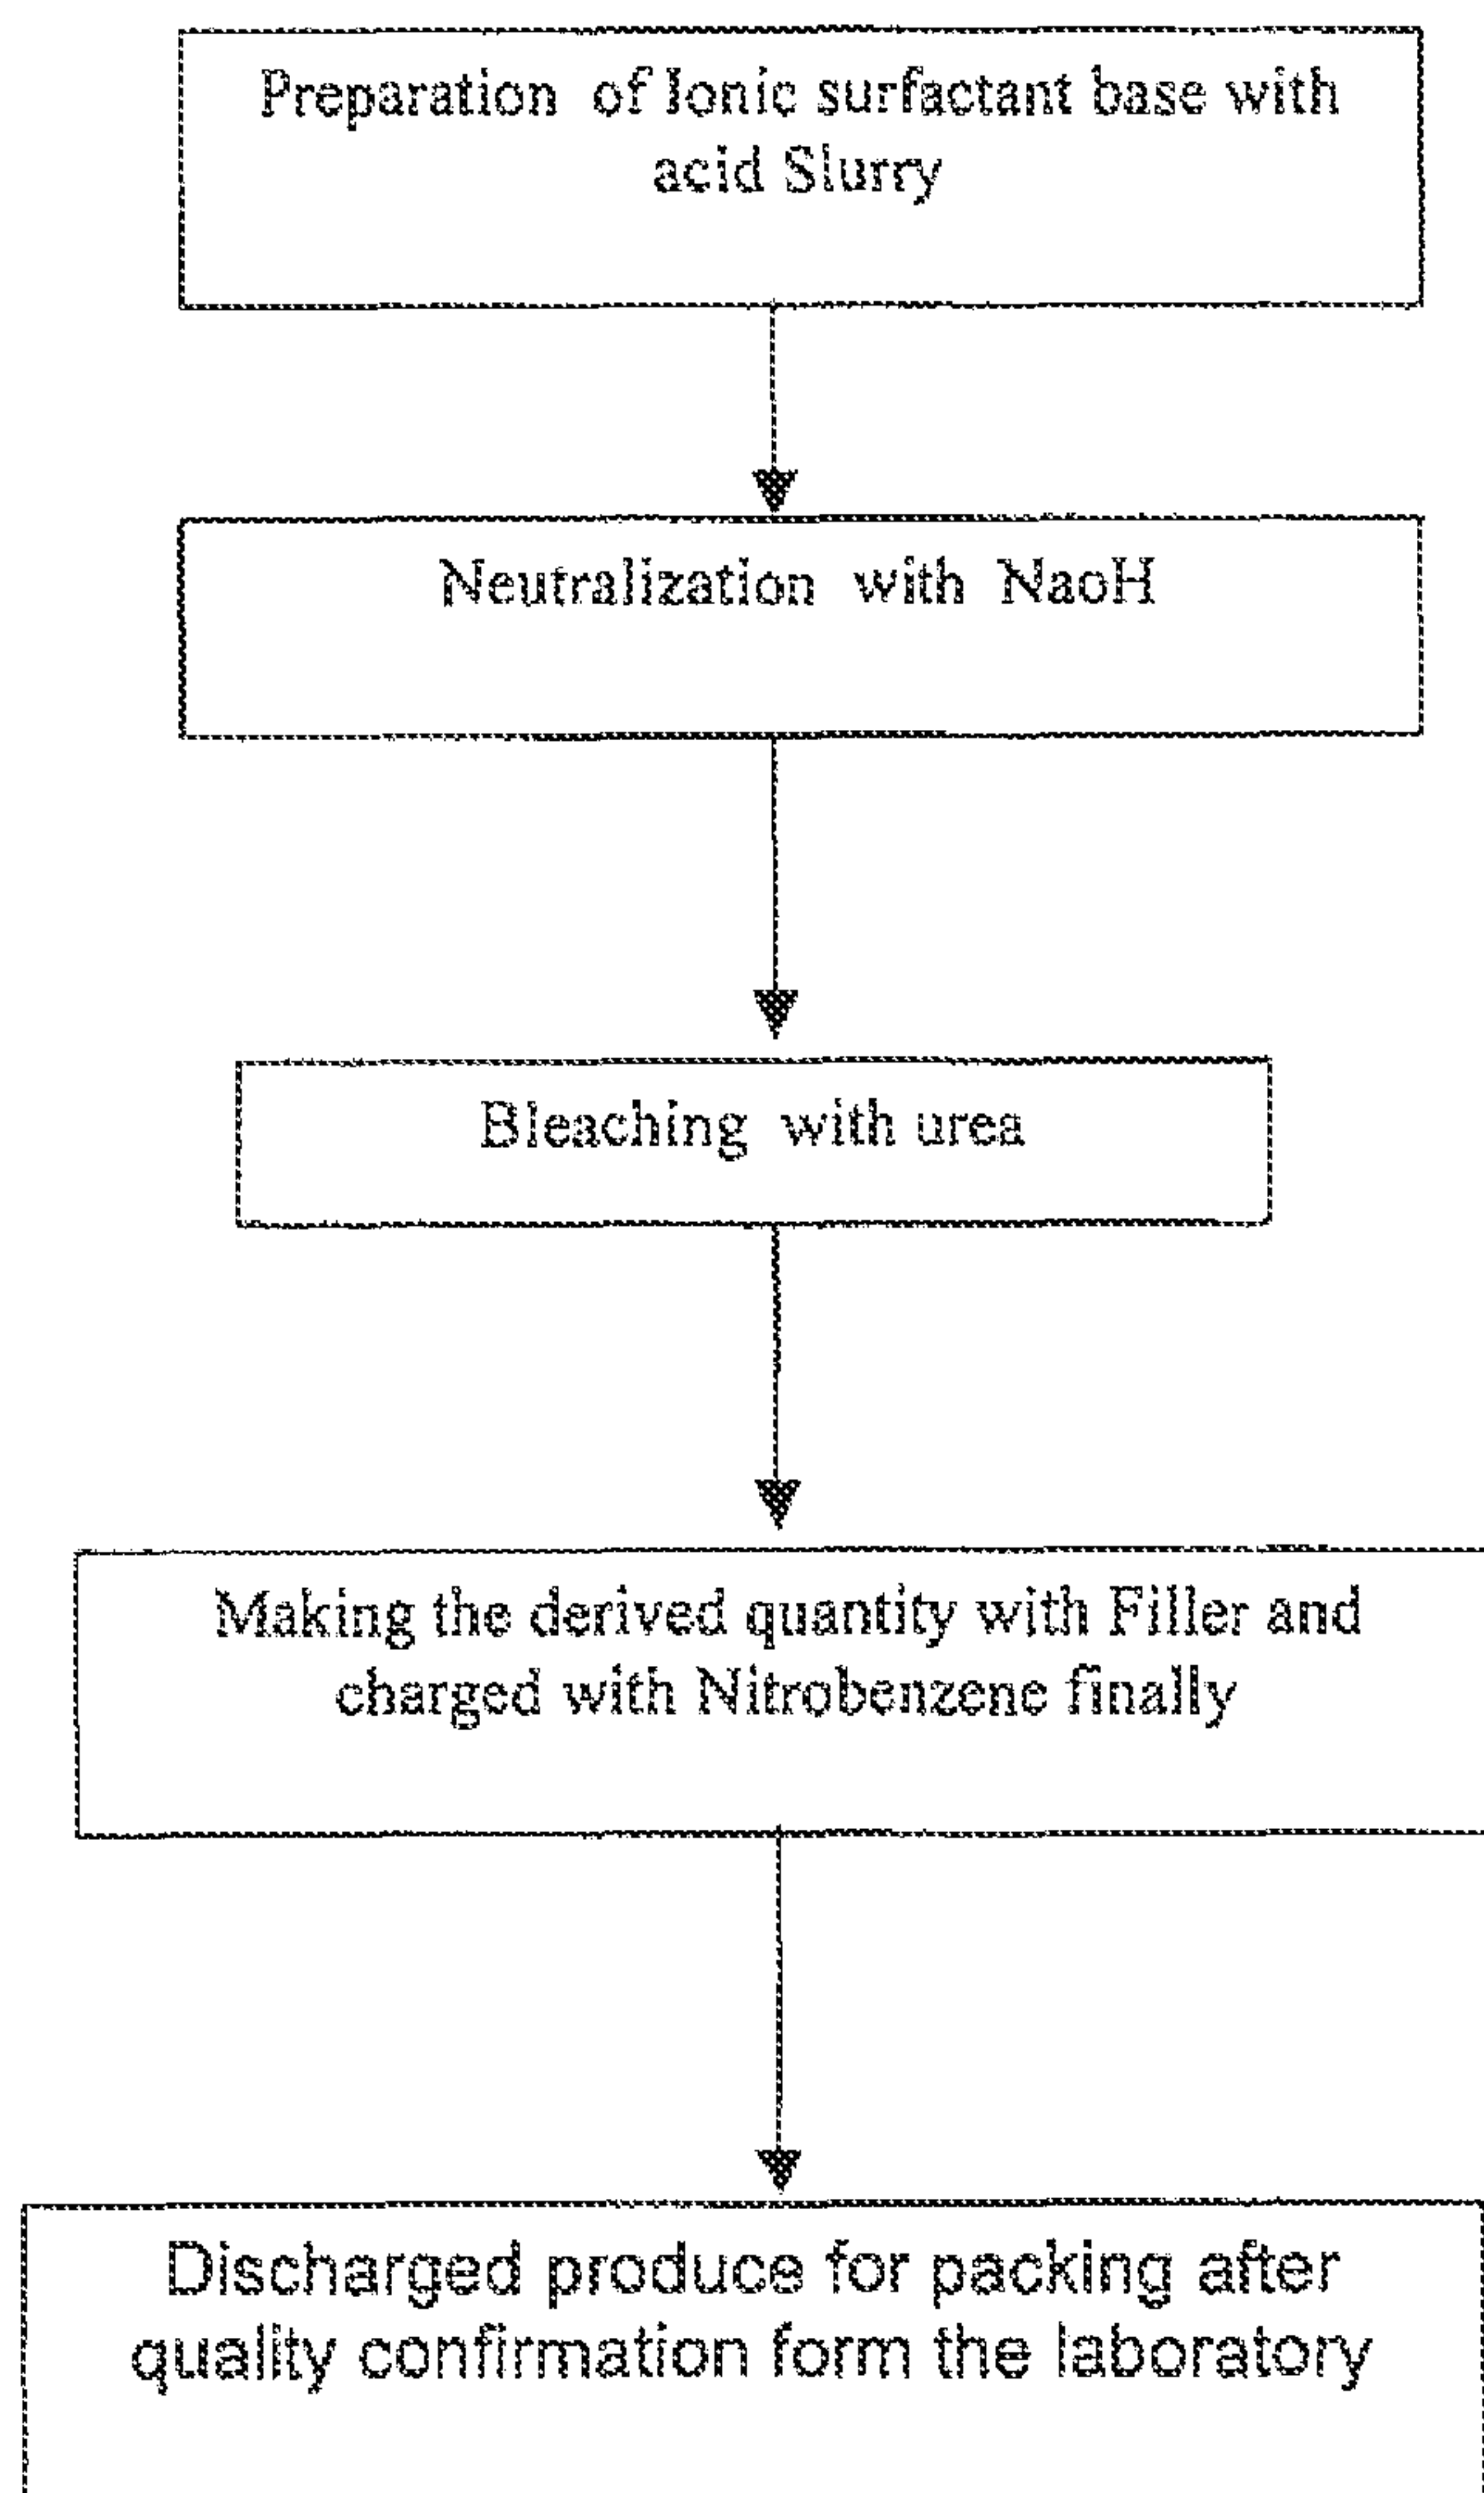 Preparation of Ionic surfactant base with
acid Slurry
Neutralization with NaoH
Bleaching with urea
Making the derived quantity with Filler and
charged with Nitrobenzene finally
Discharged produce for packing after
quality confirmation form the laboratory